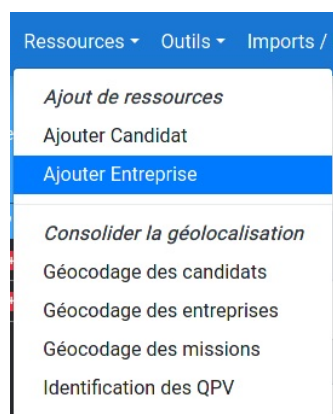 Ressources Outils Imports /
Ajout de ressources
Ajouter Candidat
Ajouter Entreprise
Consolider la géolocalisation
Géocodage des candidats
Géocodage des entreprises
Géocodage des missions
Identification des QPV